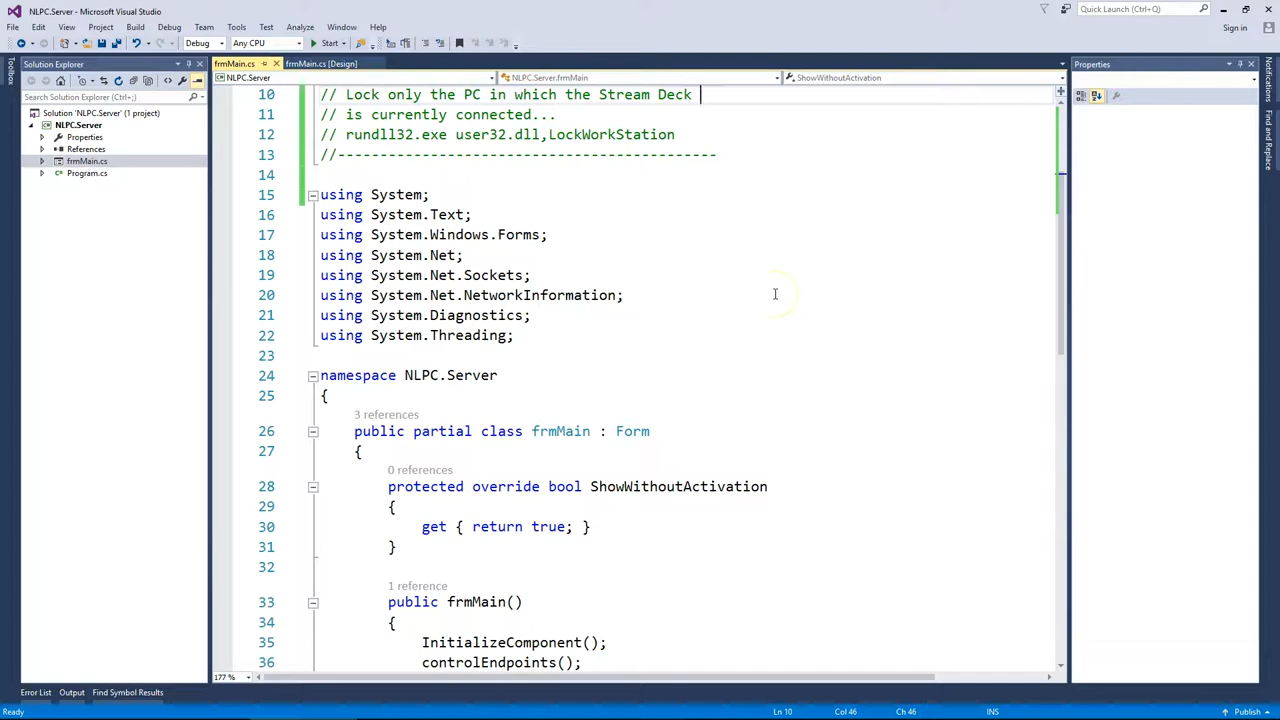 NLPC.Server - Microsoft Visual Studio
Quick Launch (Ctrl+Q)
File Edit View Project Build Debug Team Tools Test Analyze Window Help
Sign in
Debug Any CPU Start
Toolbox
Solution Explorer
Search Solution Explorer (Ctrl+;)
Solution 'NLPC.Server' (1 project)
NLPC.Server
Properties
References
frmMain.cs
Program.cs
frmMain.cs frmMain.cs [Design]
NLPC.Server NLPC.Server.frmMain ShowWithoutActivation
10 // Lock only the PC in which the Stream Deck
11 // is currently connected...
12 // rundll32.exe user32.dll,LockWorkStation
13 //--------------------------------------------
14
15 using System;
16 using System.Text;
17 using System.Windows.Forms;
18 using System.Net;
19 using System.Net.Sockets;
20 using System.Net.NetworkInformation;
21 using System.Diagnostics;
22 using System.Threading;
23
24 namespace NLPC.Server
25 {
3 references
26 public partial class frmMain : Form
27 {
0 references
28 protected override bool ShowWithoutActivation
29 {
30 get { return true; }
31 }
32
1 reference
33 public frmMain()
34 {
35 InitializeComponent();
36 controlEndpoints();
177 %
Properties
Notifications
Find and Replace
Error List Output Find Symbol Results
Ready Ln 10 Col 46 Ch 46 INS Publish